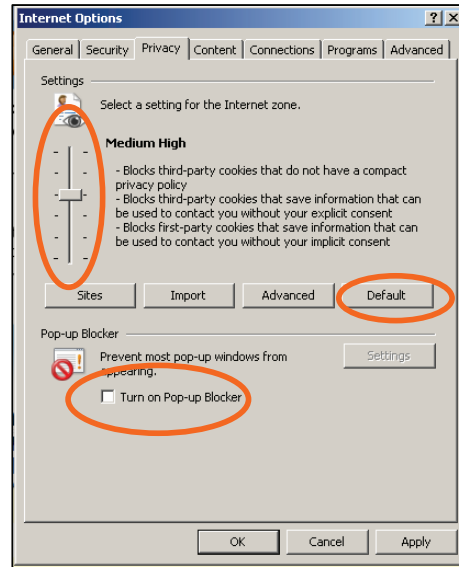 Internet Options
General Security Privacy Content Connections Programs Advanced
Settings
Select a setting for the Internet zone.
Medium High
- Blocks third-party cookies that do not have a compact
privacy policy
- Blocks third-party cookies that save information that can
be used to contact you without your explicit consent
- Blocks first-party cookies that save information that can
be used to contact you without your implicit consent
Sites Import Advanced Default
Pop-up Blocker
Prevent most pop-up windows from
appearing.
Settings
Turn on Pop-up Blocker
OK Cancel Apply